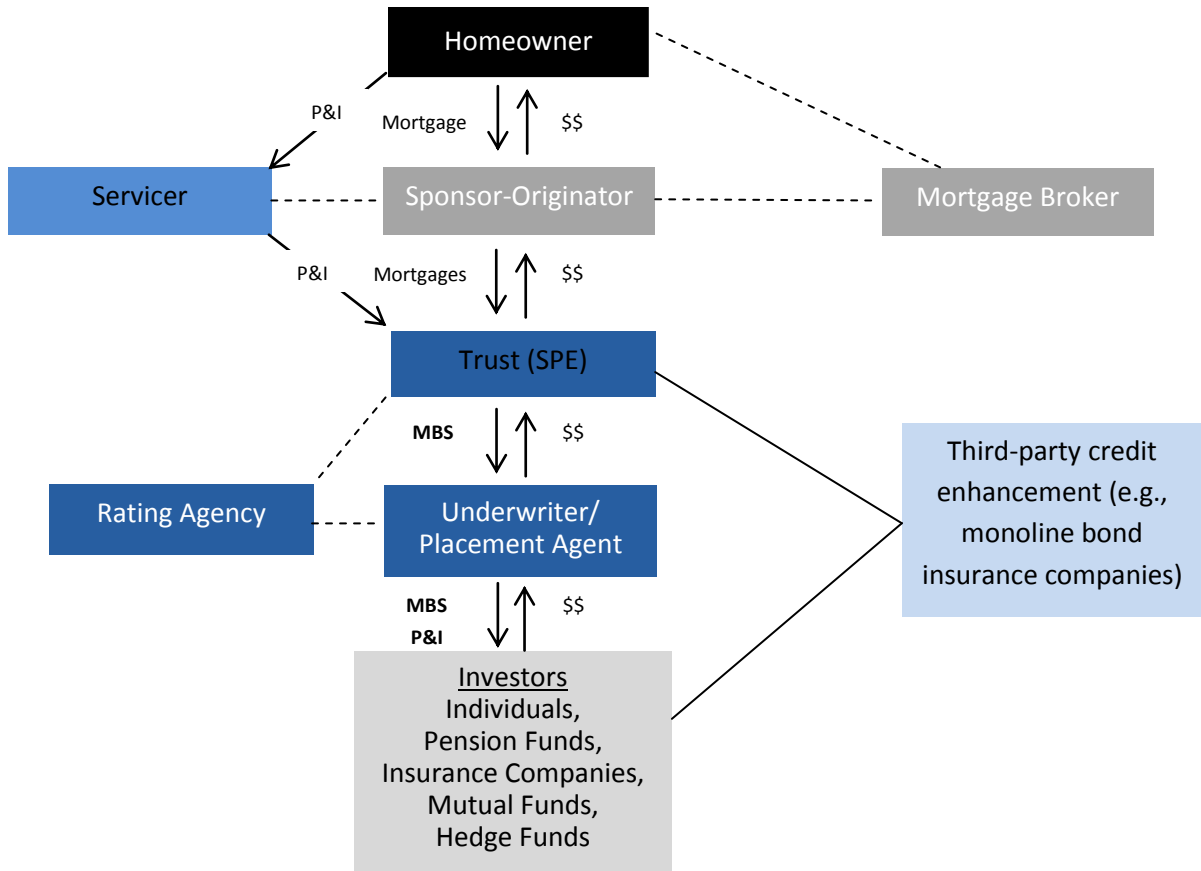 Homeowner
P&I
Mortgage
$$
Servicer
Sponsor-Originator
Mortgage Broker
P&I
Mortgages
$$
Trust (SPE)
MBS
$$
Rating Agency
Underwriter/
Placement Agent
Third-party credit
enhancement (e.g.,
monoline bond
insurance companies)
MBS
$$
P&I
Investors
Individuals,
Pension Funds,
Insurance Companies,
Mutual Funds,
Hedge Funds